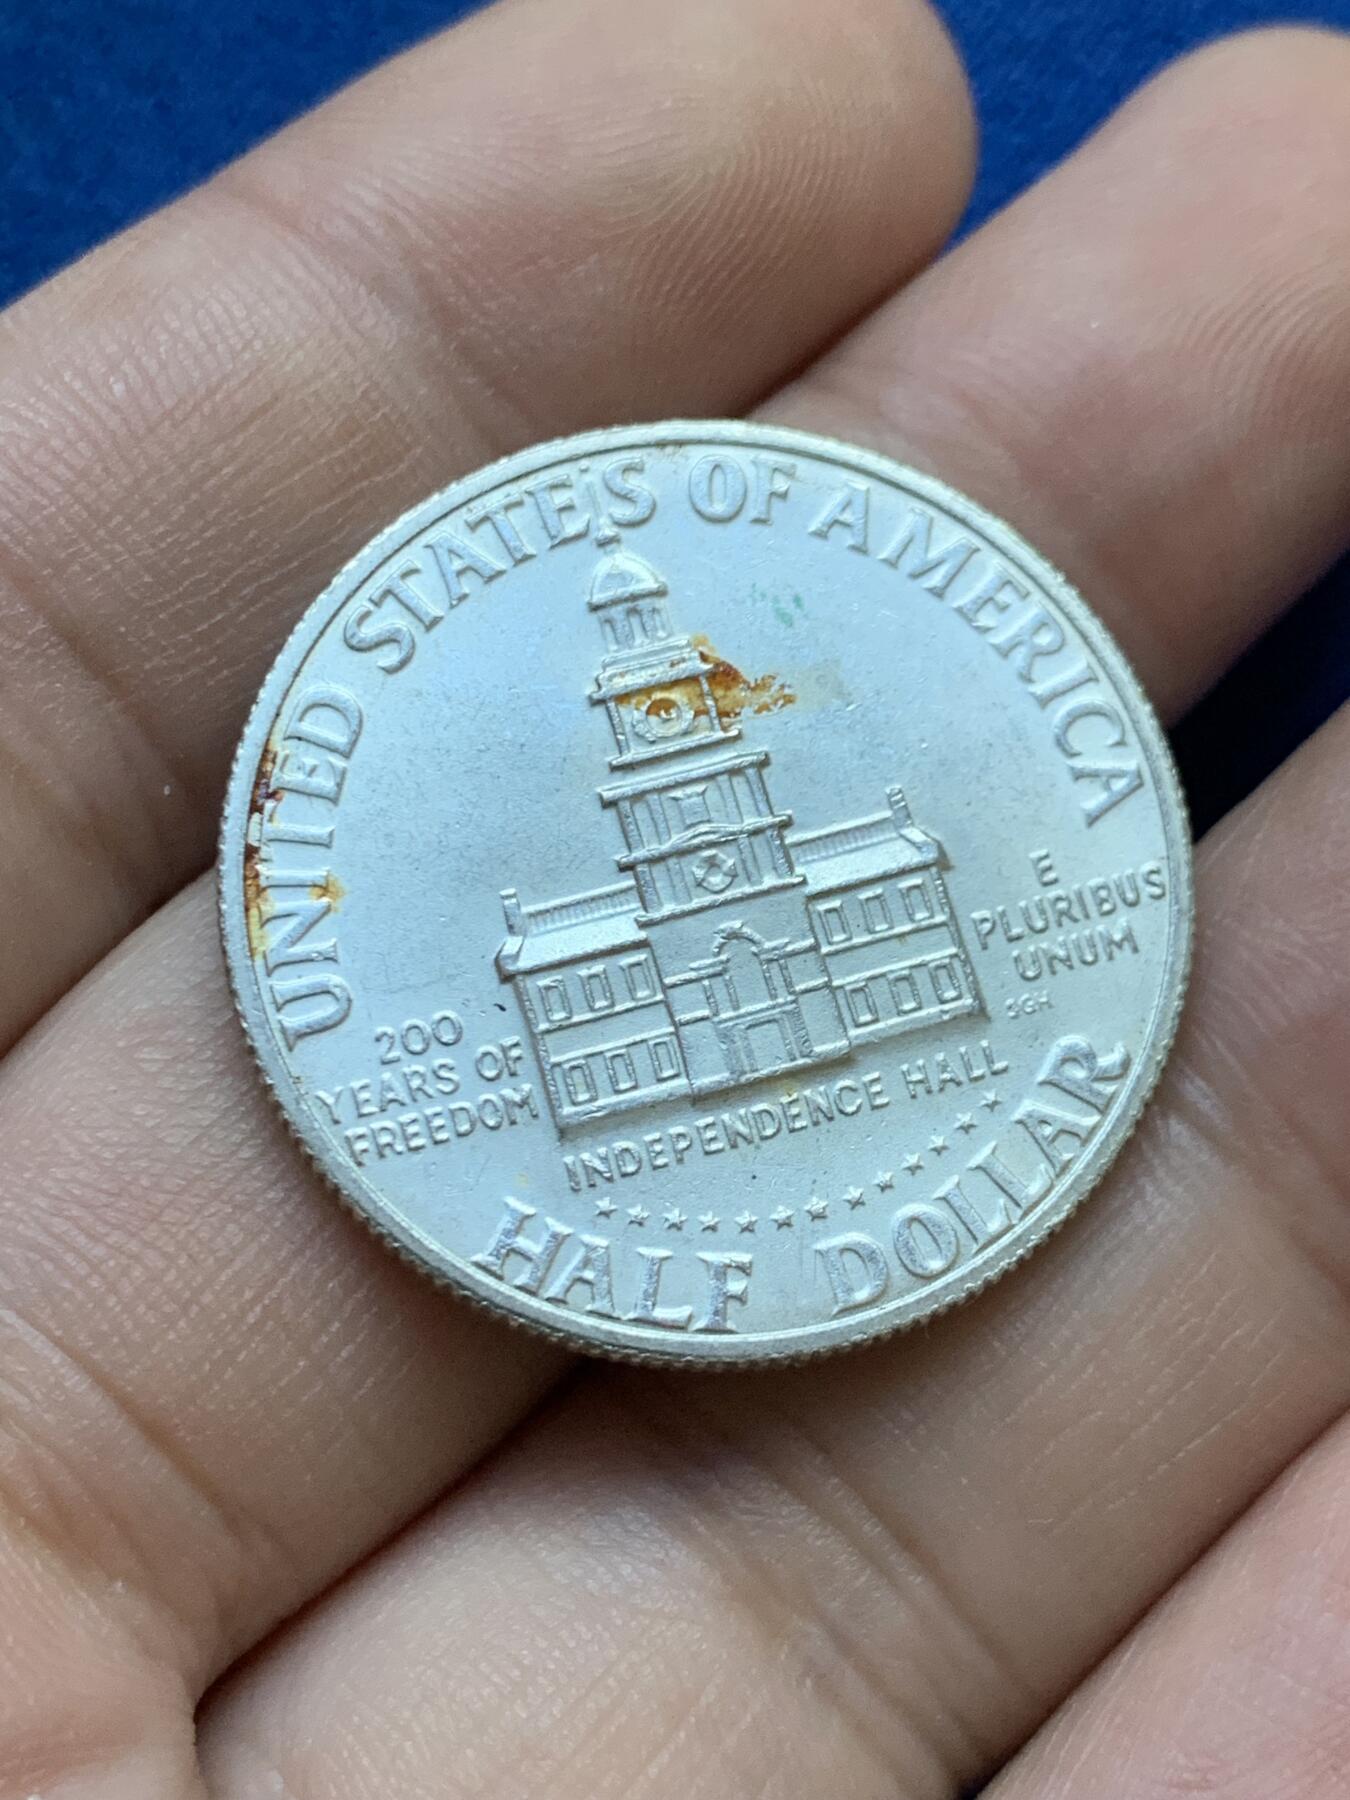 UNITED STATES OF AMERICA
200
YEARS OF
FREEDOM
E
PLURIBUS
UNUM
SGH
INDEPENDENCE HALL
HALF DOLLAR